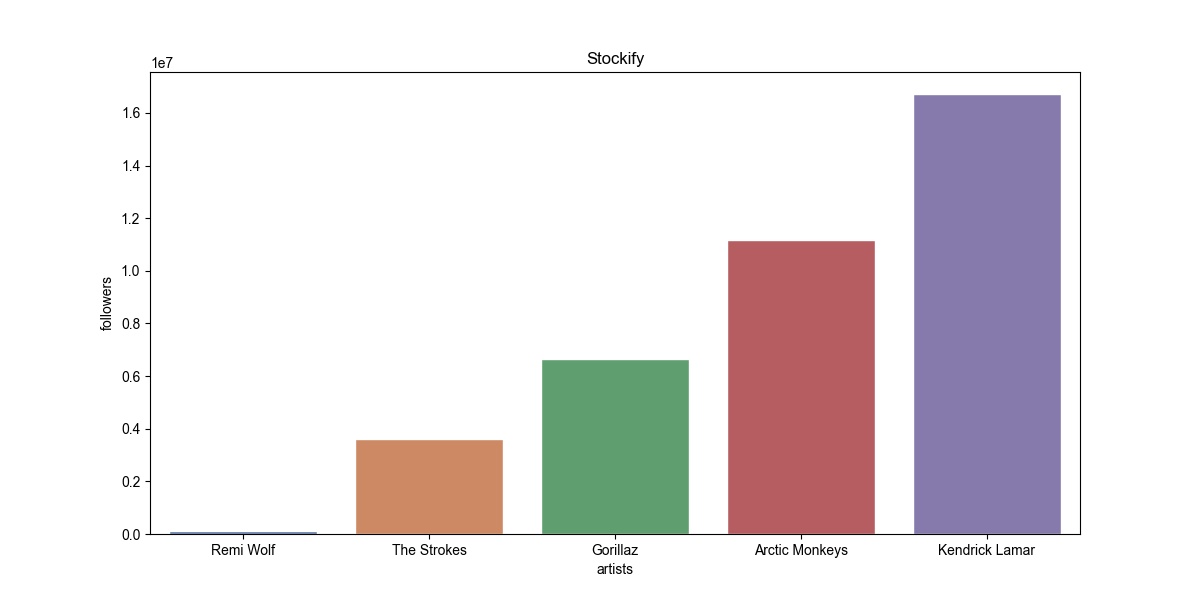 Stockify
1e7
1.6
1.4
1.2
1.0
0.8
0.6
0.4
0.2
0.0
followers
Remi Wolf
The Strokes
Gorillaz
Arctic Monkeys
Kendrick Lamar
artists